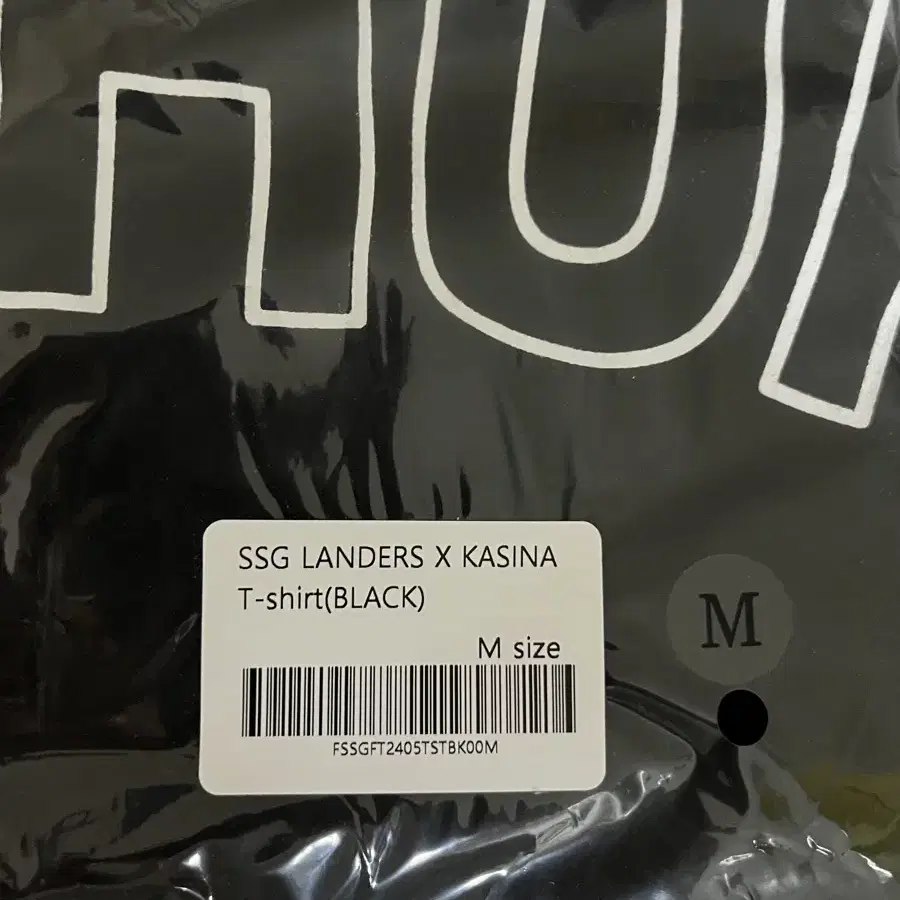 SSG LANDERS X KASINA
T-shirt(BLACK)
M size
FSSGFT2405TSTBK00M
M